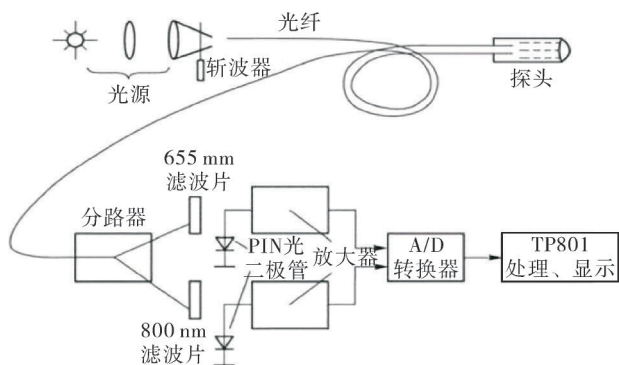 光纤
斩波器
光源
探头
655 mm
滤波片
分路器
PIN光
二极管
放大器
A/D
转换器
TP801
处理、显示
800 nm
滤波片